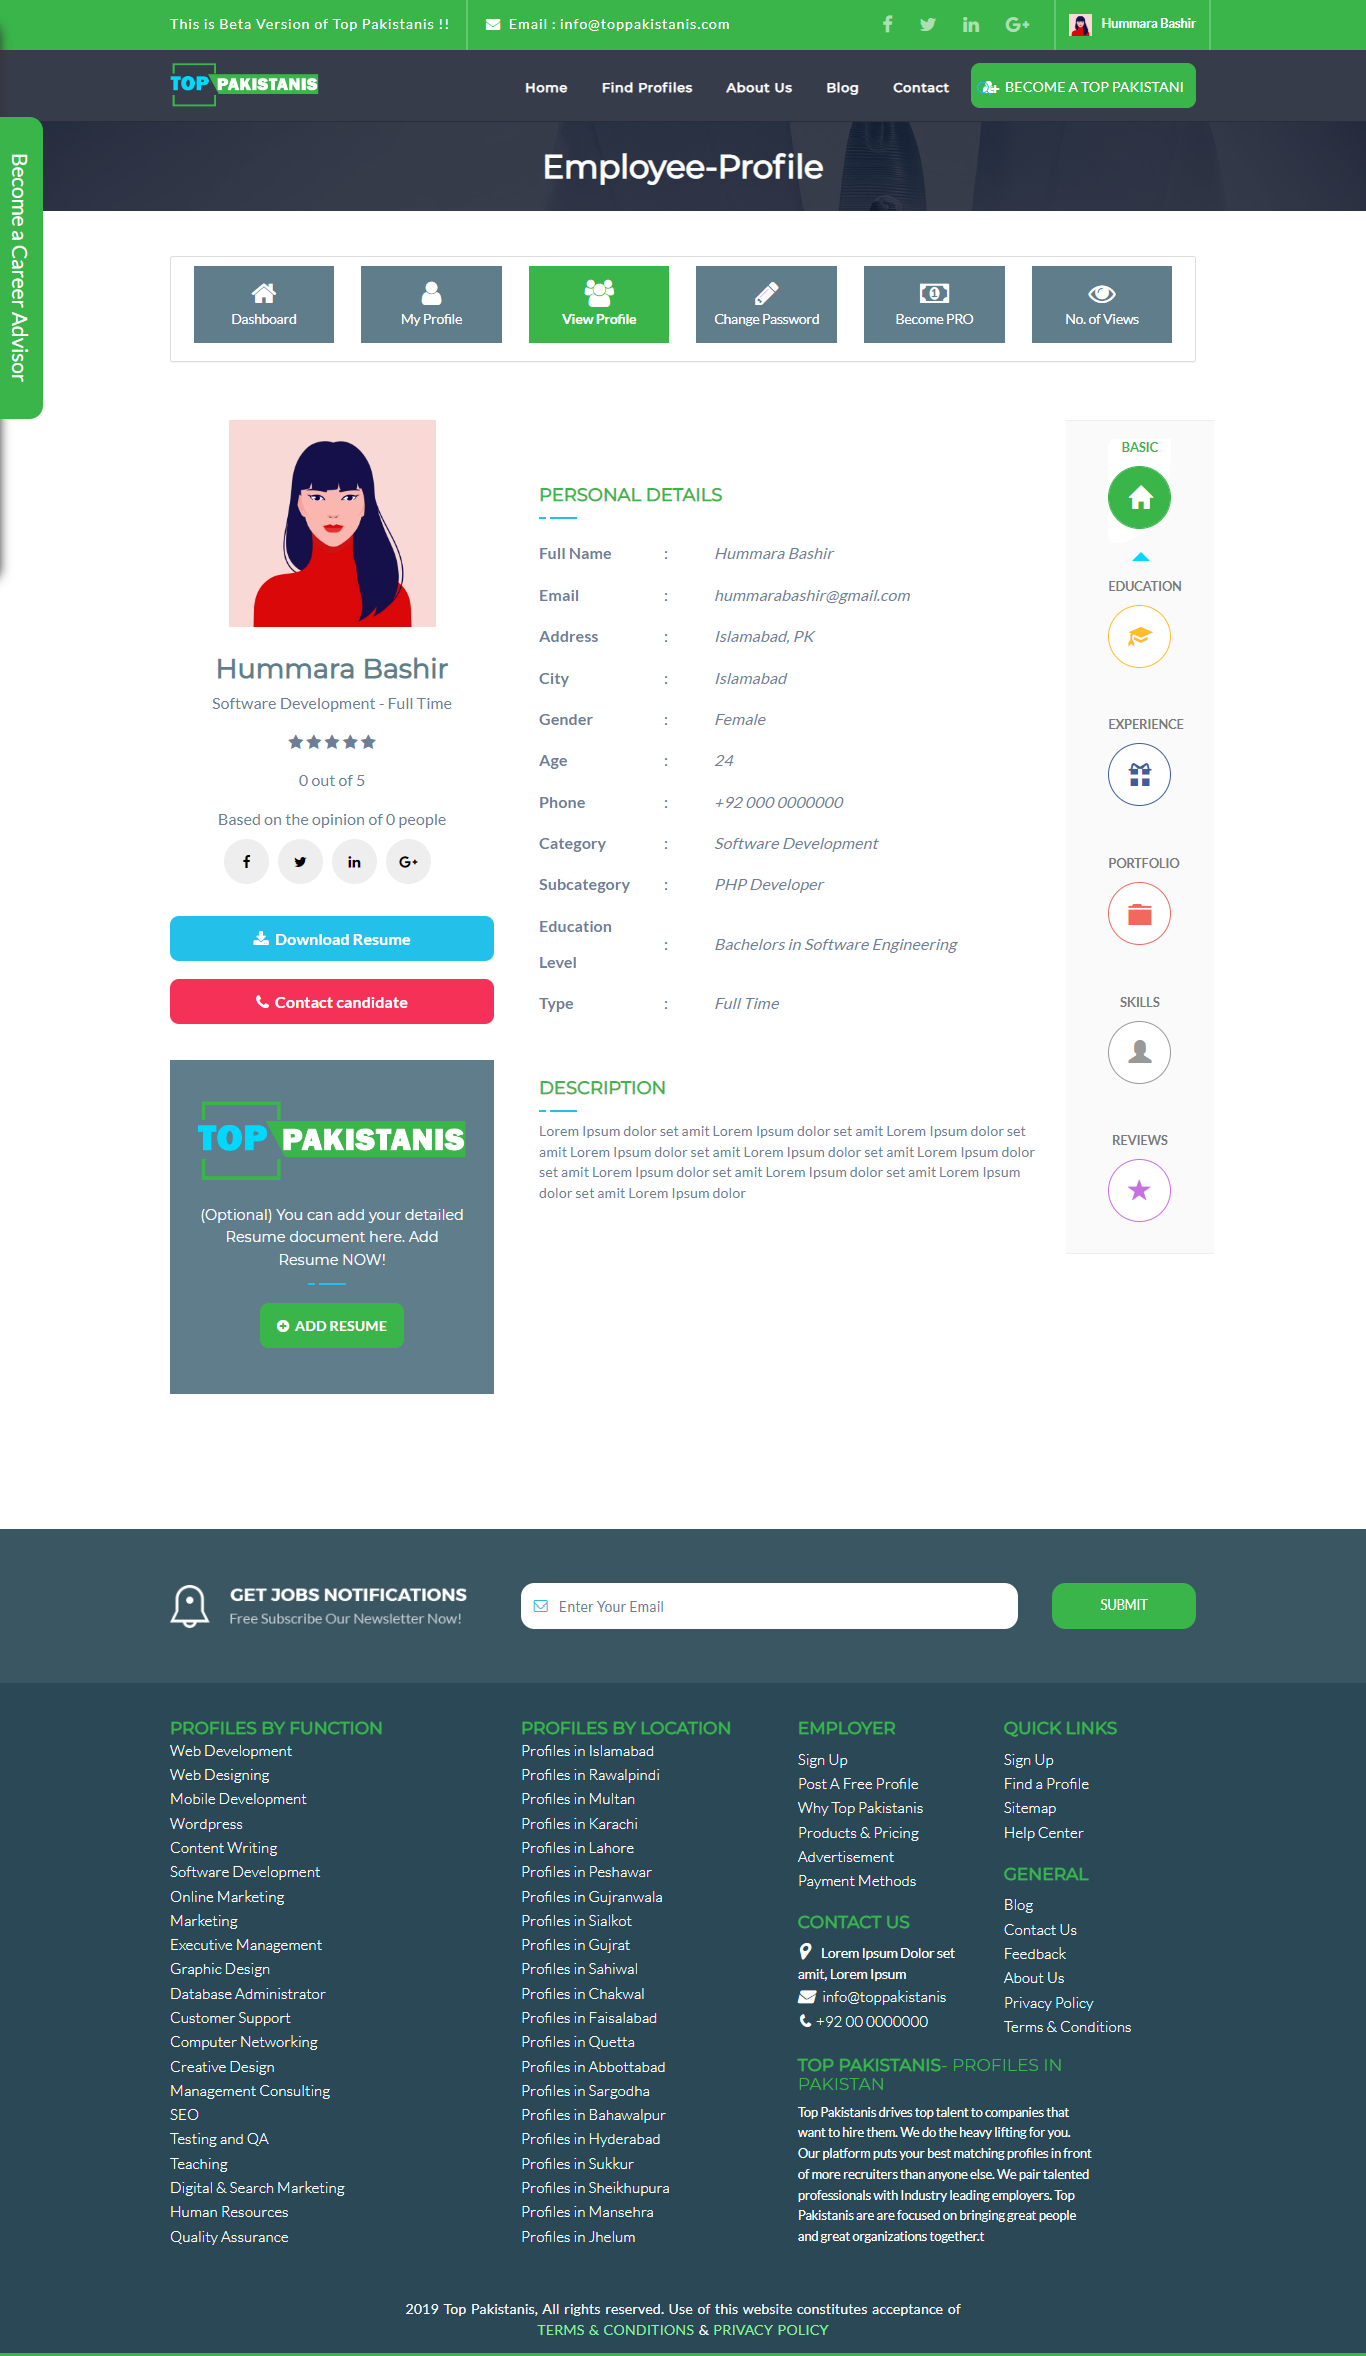 This is Beta Version of Top Pakistanis !!
Email : info@toppakistanis.com
Hummara Bashir
TOP PAKISTANIS
Home
Find Profiles
About Us
Blog
Contact
BECOME A TOP PAKISTANI
Become a Career Advisor
Employee-Profile
Dashboard
My Profile
View Profile
Change Password
Become PRO
No. of Views
Hummara Bashir
Software Development - Full Time
0 out of 5
Based on the opinion of 0 people
Download Resume
Contact candidate
TOP PAKISTANIS
(Optional) You can add your detailed
Resume document here. Add
Resume NOW!
ADD RESUME
PERSONAL DETAILS
Full Name : Hummara Bashir
Email : hummarabashir@gmail.com
Address : Islamabad, PK
City : Islamabad
Gender : Female
Age : 24
Phone : +92 000 0000000
Category : Software Development
Subcategory : PHP Developer
Education Level : Bachelors in Software Engineering
Type : Full Time
DESCRIPTION
Lorem Ipsum dolor set amit Lorem Ipsum dolor set amit Lorem Ipsum dolor set
amit Lorem Ipsum dolor set amit Lorem Ipsum dolor set amit Lorem Ipsum dolor
set amit Lorem Ipsum dolor set amit Lorem Ipsum dolor set amit Lorem Ipsum
dolor set amit Lorem Ipsum dolor
BASIC
EDUCATION
EXPERIENCE
PORTFOLIO
SKILLS
REVIEWS
GET JOBS NOTIFICATIONS
Free Subscribe Our Newsletter Now!
Enter Your Email
SUBMIT
PROFILES BY FUNCTION
Web Development
Web Designing
Mobile Development
Wordpress
Content Writing
Software Development
Online Marketing
Marketing
Executive Management
Graphic Design
Database Administrator
Customer Support
Computer Networking
Creative Design
Management Consulting
SEO
Testing and QA
Teaching
Digital & Search Marketing
Human Resources
Quality Assurance
PROFILES BY LOCATION
Profiles in Islamabad
Profiles in Rawalpindi
Profiles in Multan
Profiles in Karachi
Profiles in Lahore
Profiles in Peshawar
Profiles in Gujranwala
Profiles in Sialkot
Profiles in Gujrat
Profiles in Sahiwal
Profiles in Chakwal
Profiles in Faisalabad
Profiles in Quetta
Profiles in Abbottabad
Profiles in Sargodha
Profiles in Bahawalpur
Profiles in Hyderabad
Profiles in Sukkur
Profiles in Sheikhupura
Profiles in Mansehra
Profiles in Jhelum
EMPLOYER
Sign Up
Post A Free Profile
Why Top Pakistanis
Products & Pricing
Advertisement
Payment Methods
CONTACT US
Lorem Ipsum Dolor set
amit, Lorem Ipsum
info@toppakistanis
+92 00 0000000
QUICK LINKS
Sign Up
Find a Profile
Sitemap
Help Center
GENERAL
Blog
Contact Us
Feedback
About Us
Privacy Policy
Terms & Conditions
TOP PAKISTANIS- PROFILES IN
PAKISTAN
Top Pakistanis drives top talent to companies that
want to hire them. We do the heavy lifting for you.
Our platform puts your best matching profiles in front
of more recruiters than anyone else. We pair talented
professionals with Industry leading employers. Top
Pakistanis are are focused on bringing great people
and great organizations together.t
2019 Top Pakistanis, All rights reserved. Use of this website constitutes acceptance of
TERMS & CONDITIONS & PRIVACY POLICY